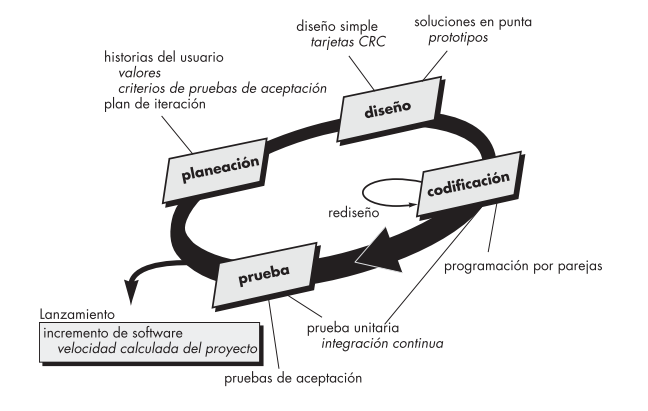 diseño simple
tarjetas CRC
soluciones en punta
prototipos
historias del usuario
valores
criterios de pruebas de aceptación
plan de iteración
diseño
planeación
codificación
rediseño
programación por parejas
prueba
Lanzamiento
incremento de software
velocidad calculada del proyecto
prueba unitaria
integración continua
pruebas de aceptación